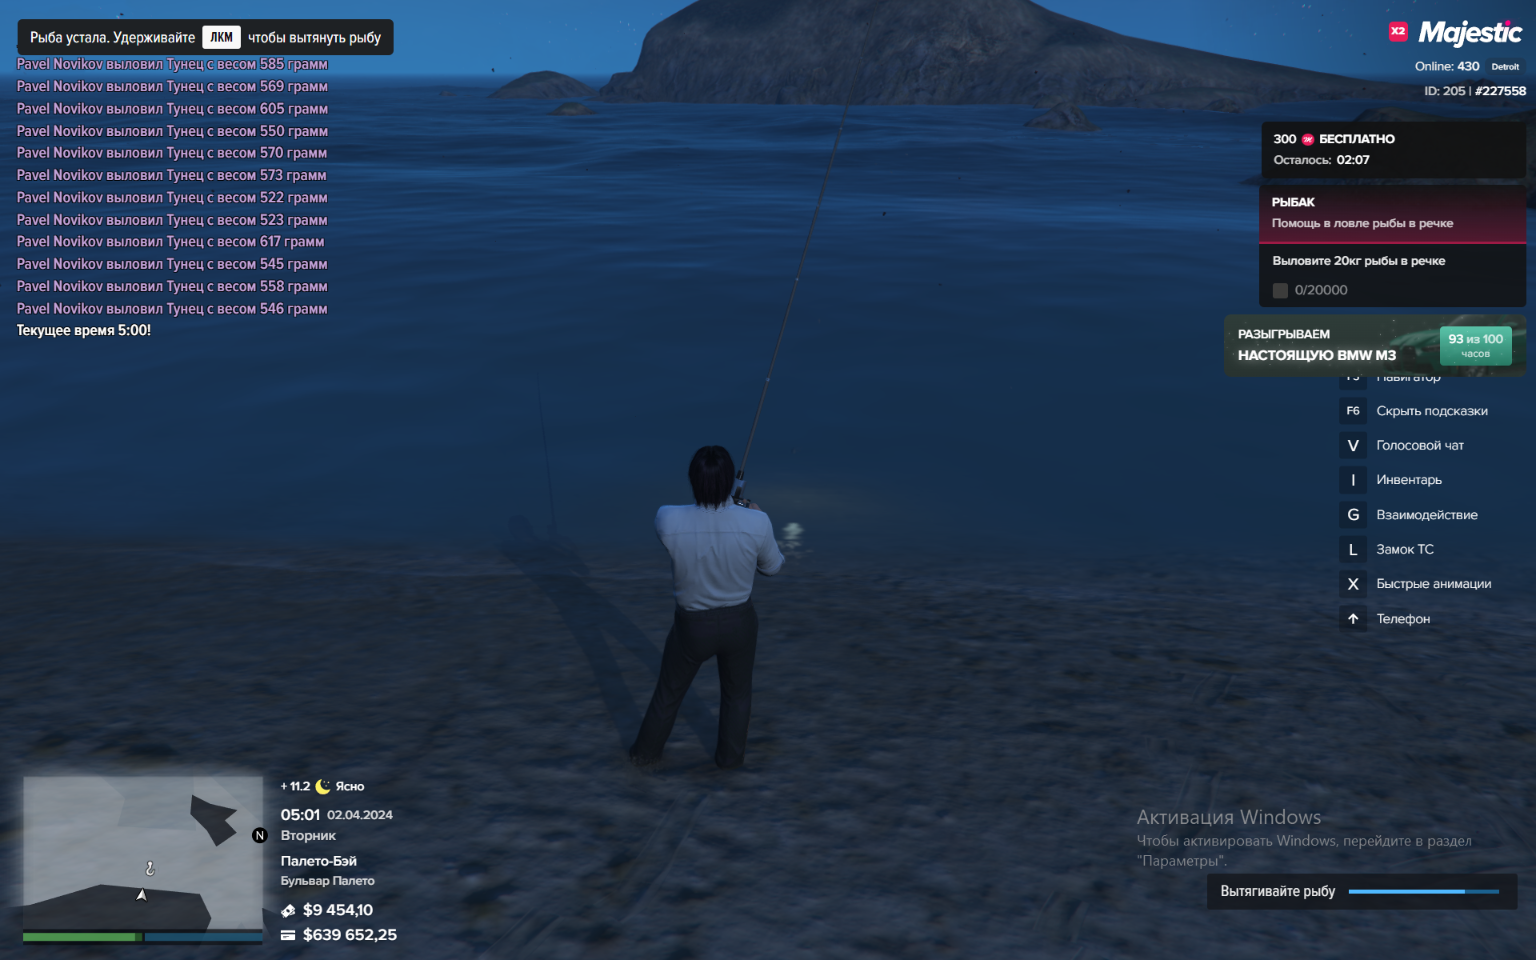 Рыба устала. Удерживайте ЛКМ чтобы вытянуть рыбу
Pavel Novikov выловил Тунец с весом 585 грамм
Pavel Novikov выловил Тунец с весом 569 грамм
Pavel Novikov выловил Тунец с весом 605 грамм
Pavel Novikov выловил Тунец с весом 550 грамм
Pavel Novikov выловил Тунец с весом 570 грамм
Pavel Novikov выловил Тунец с весом 573 грамм
Pavel Novikov выловил Тунец с весом 522 грамм
Pavel Novikov выловил Тунец с весом 523 грамм
Pavel Novikov выловил Тунец с весом 617 грамм
Pavel Novikov выловил Тунец с весом 545 грамм
Pavel Novikov выловил Тунец с весом 558 грамм
Pavel Novikov выловил Тунец с весом 546 грамм
Текущее время 5:00!
X2 Majestic
Online: 430 Detroit
ID: 205 | #227558
300 БЕСПЛАТНО
Осталось: 02:07
РЫБАК
Помощь в ловле рыбы в речке
Выловите 20кг рыбы в речке
0/20000
РАЗЫГРЫВАЕМ
НАСТОЯЩУЮ BMW M3
93 из 100
часов
Навигатор
F6 Скрыть подсказки
V Голосовой чат
I Инвентарь
G Взаимодействие
L Замок ТС
X Быстрые анимации
Телефон
+ 11.2 Ясно
05:01 02.04.2024
N Вторник
Палето-Бэй
Бульвар Палето
$9 454,10
$639 652,25
Активация Windows
Чтобы активировать Windows, перейдите в раздел
"Параметры".
Вытягивайте рыбу